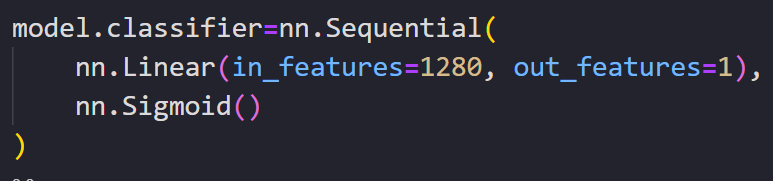 model.classifier=nn.Sequential(
    nn.Linear(in_features=1280, out_features=1),
    nn.Sigmoid()
)